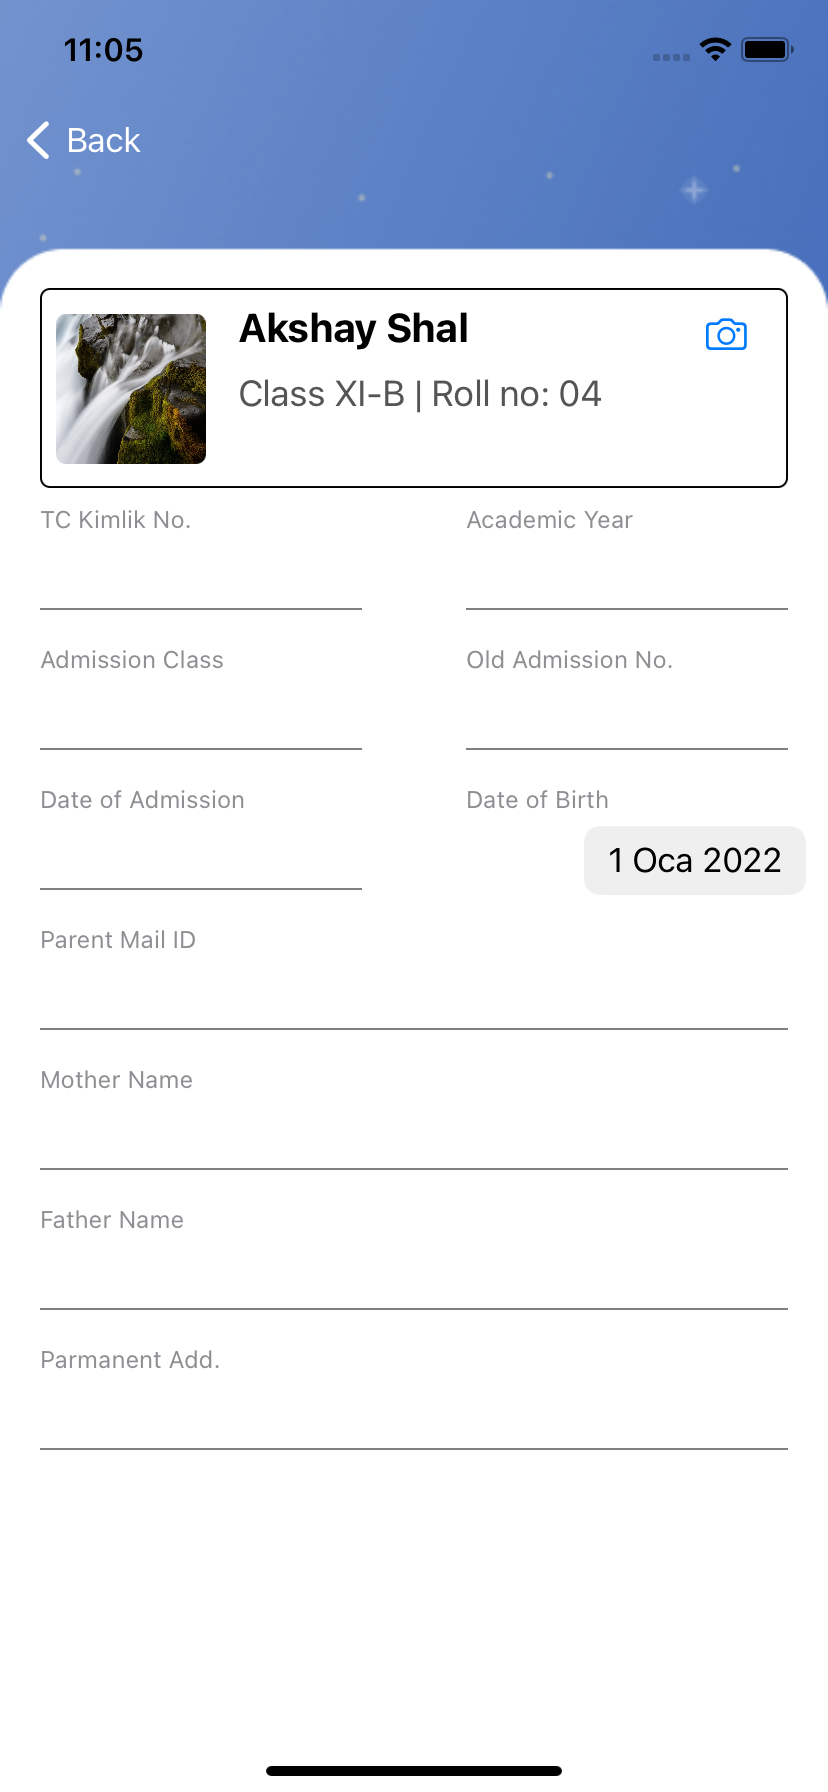 11:05
Back
Akshay Shal
Class XI-B | Roll no: 04
TC Kimlik No.
Academic Year
Admission Class
Old Admission No.
Date of Admission
Date of Birth
1 Oca 2022
Parent Mail ID
Mother Name
Father Name
Parmanent Add.